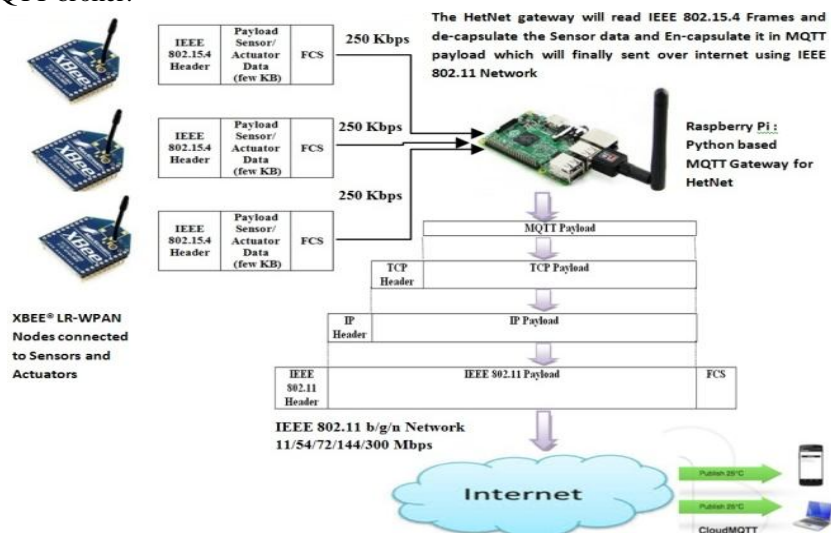 QTT broker.
The HetNet gateway will read IEEE 802.15.4 Frames and
de-capsulate the Sensor data and En-capsulate it in MQTT
payload which will finally sent over internet using IEEE
802.11 Network
IEEE
802.15.4
Header
Payload
Sensor/
Actuator
Data
(few KB)
FCS
250 Kbps
XBee
IEEE
802.15.4
Header
Payload
Sensor/
Actuator
Data
(few KB)
FCS
250 Kbps
XBee
IEEE
802.15.4
Header
Payload
Sensor/
Actuator
Data
(few KB)
FCS
250 Kbps
XBee
Raspberry Pi :
Python based
MQTT Gateway for
HetNet
XBEE® LR-WPAN
Nodes connected
to Sensors and
Actuators
MQTT Payload
TCP
Header
TCP Payload
IP
Header
IP Payload
IEEE
802.11
Header
IEEE 802.11 Payload
FCS
IEEE 802.11 b/g/n Network
11/54/72/144/300 Mbps
Internet
Publish 25°C
Publish 25°C
CloudMQTT